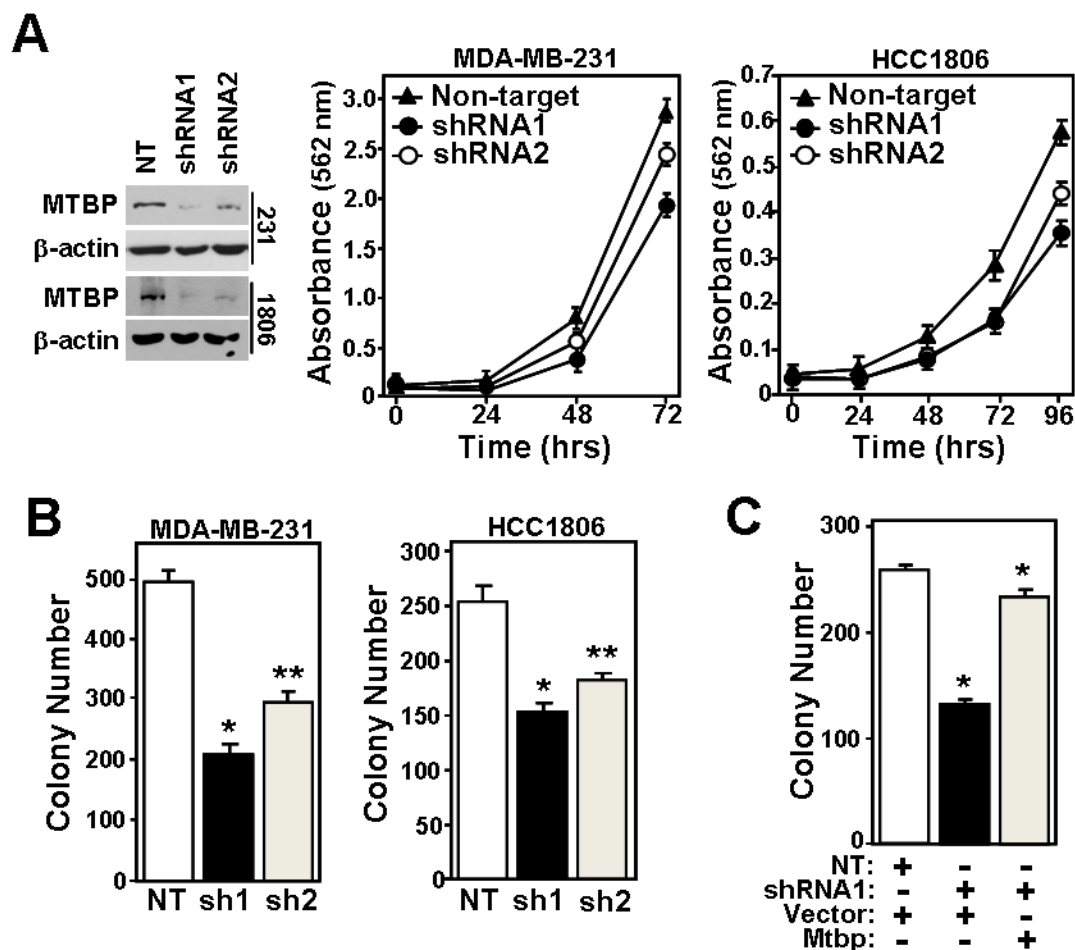 A
NT
shRNA1
shRNA2
MTBP
β-actin
231
MTBP
β-actin
1806
MDA-MB-231
Non-target
shRNA1
shRNA2
Absorbance (562 nm)
3.0
2.5
2.0
1.5
1.0
0.5
0
0 24 48 72
Time (hrs)
HCC1806
Non-target
shRNA1
shRNA2
Absorbance (562 nm)
0.7
0.6
0.5
0.4
0.3
0.2
0.1
0
0 24 48 72 96
Time (hrs)
B
MDA-MB-231
Colony Number
500
400
300
200
100
0
*
**
NT sh1 sh2
HCC1806
Colony Number
300
250
200
150
100
50
0
*
**
NT sh1 sh2
C
Colony Number
300
200
100
0
*
*
NT: + - -
shRNA1: - + +
Vector: + + -
Mtbp: - - +